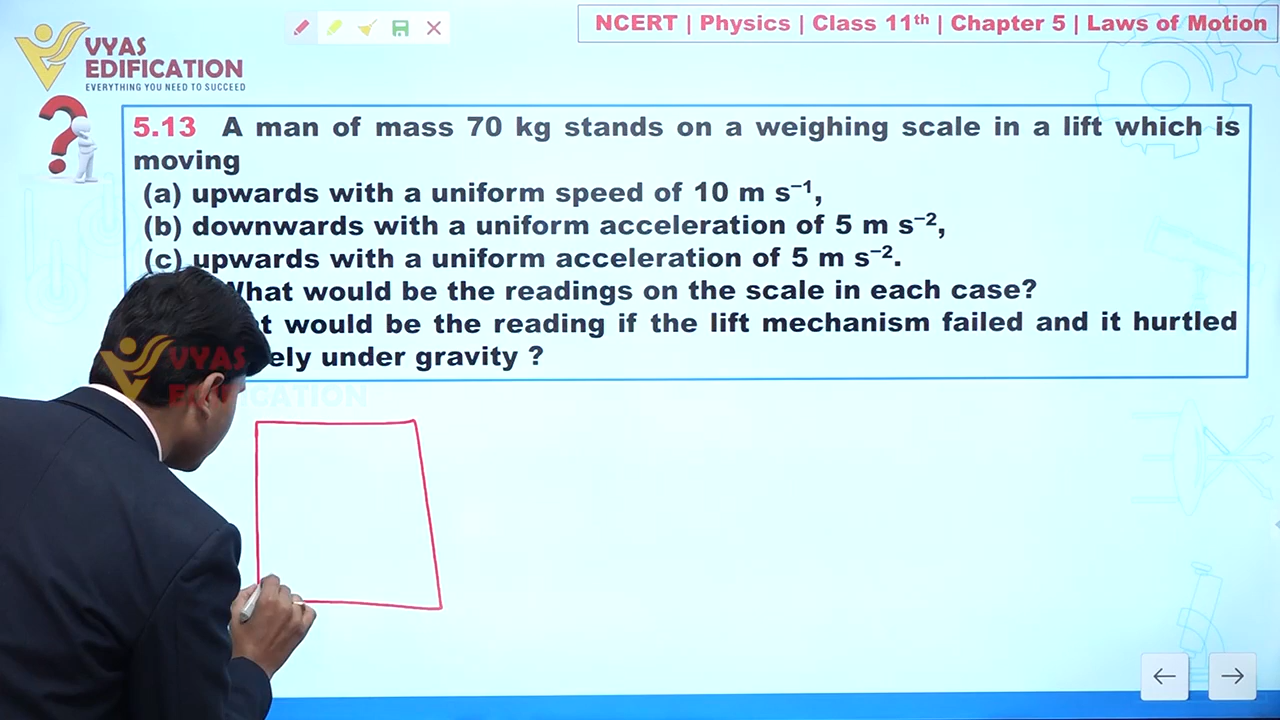 NCERT | Physics | Class 11th | Chapter 5 | Laws of Motion
VYAS
EDIFICATION
EVERYTHING YOU NEED TO SUCCEED
5.13 A man of mass 70 kg stands on a weighing scale in a lift which is
moving
(a) upwards with a uniform speed of 10 m s⁻¹,
(b) downwards with a uniform acceleration of 5 m s⁻²,
(c) upwards with a uniform acceleration of 5 m s⁻².
What would be the readings on the scale in each case?
would be the reading if the lift mechanism failed and it hurtled
under gravity ?
VYAS
EDIFICATION